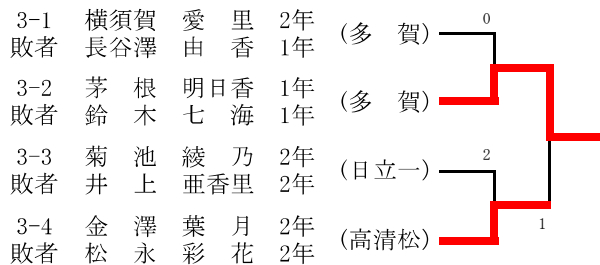 3-1 横須賀 愛 里 2年 (多 賀) 0
敗者 長谷澤 由 香 1年
3-2 茅 根 明日香 1年 (多 賀)
敗者 鈴 木 七 海 1年
3-3 菊 池 綾 乃 2年 (日立一) 2
敗者 井 上 亜香里 2年
3-4 金 澤 葉 月 2年 (高清松) 1
敗者 松 永 彩 花 2年